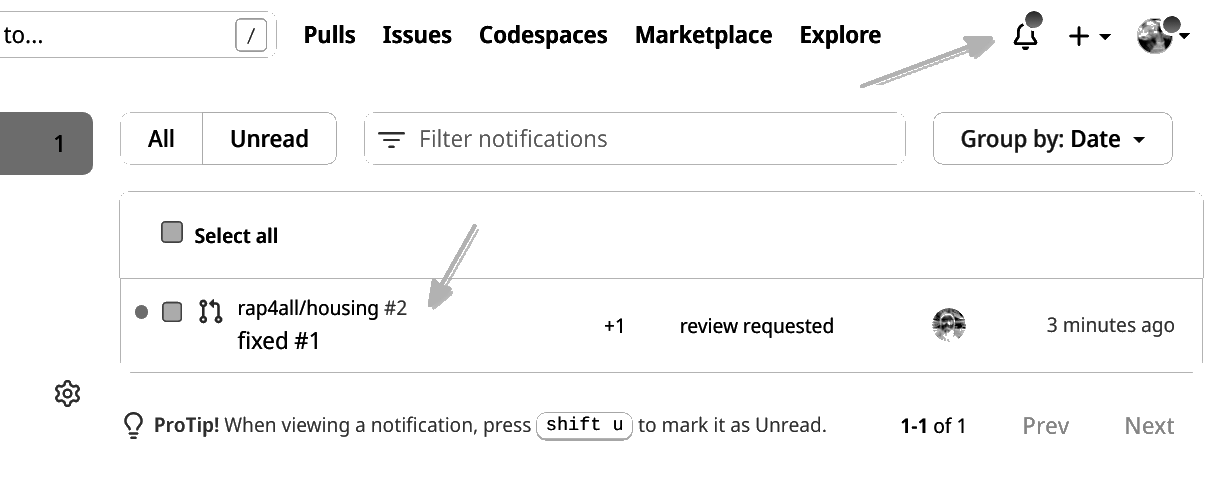 to... / Pulls Issues Codespaces Marketplace Explore
1 All Unread Filter notifications Group by: Date
Select all
rap4all/housing #2
fixed #1
+1 review requested 3 minutes ago
ProTip! When viewing a notification, press shift u to mark it as Unread. 1-1 of 1 Prev Next